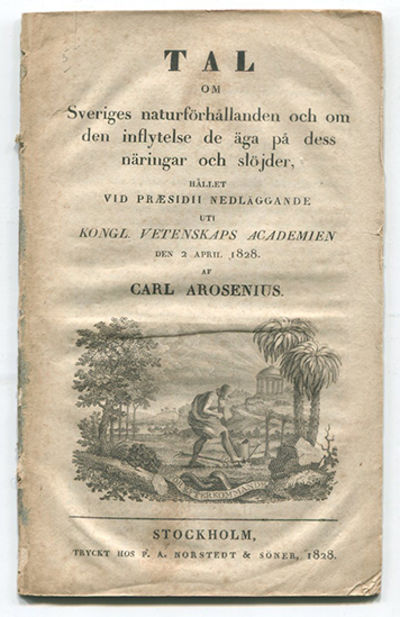 TAL
OM
Sveriges naturförhållanden och om
den inflytelse de äga på dess
näringar och slöjder,
HÅLLET
VID PRÆSIDII NEDLÄGGANDE
UTI
KONGL. VETENSKAPS ACADEMIEN
DEN 2 APRIL 1828.
AF
CARL AROSENIUS.
EFTERKOMMANDE
STOCKHOLM,
TRYCKT HOS P. A. NORSTEDT & SÖNER, 1828.